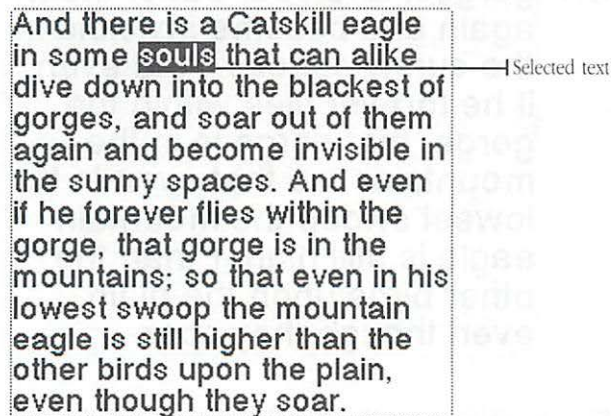 And there is a Catskill eagle
in some souls that can alike
dive down into the blackest of
gorges, and soar out of them
again and become invisible in
the sunny spaces. And even
if he forever flies within the
gorge, that gorge is in the
mountains; so that even in his
lowest swoop the mountain
eagle is still higher than the
other birds upon the plain,
even though they soar.
Selected text